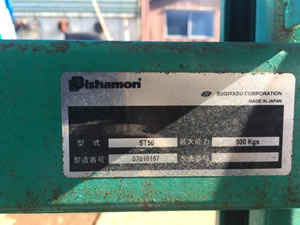 Bishamon
SUGIYASU CORPORATION
MADE IN JAPAN
型式 ST50 最大能力 500 Kgs
製造番号 07010167